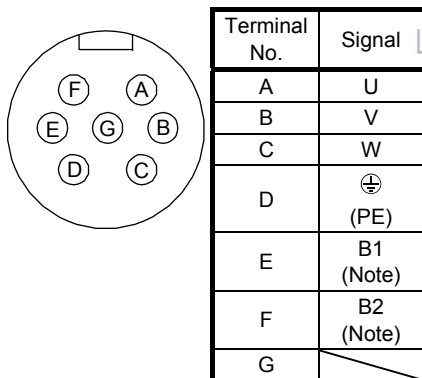 F A
E G B
D C
Terminal No. Signal
A U
B V
C W
D (PE)
E B1 (Note)
F B2 (Note)
G